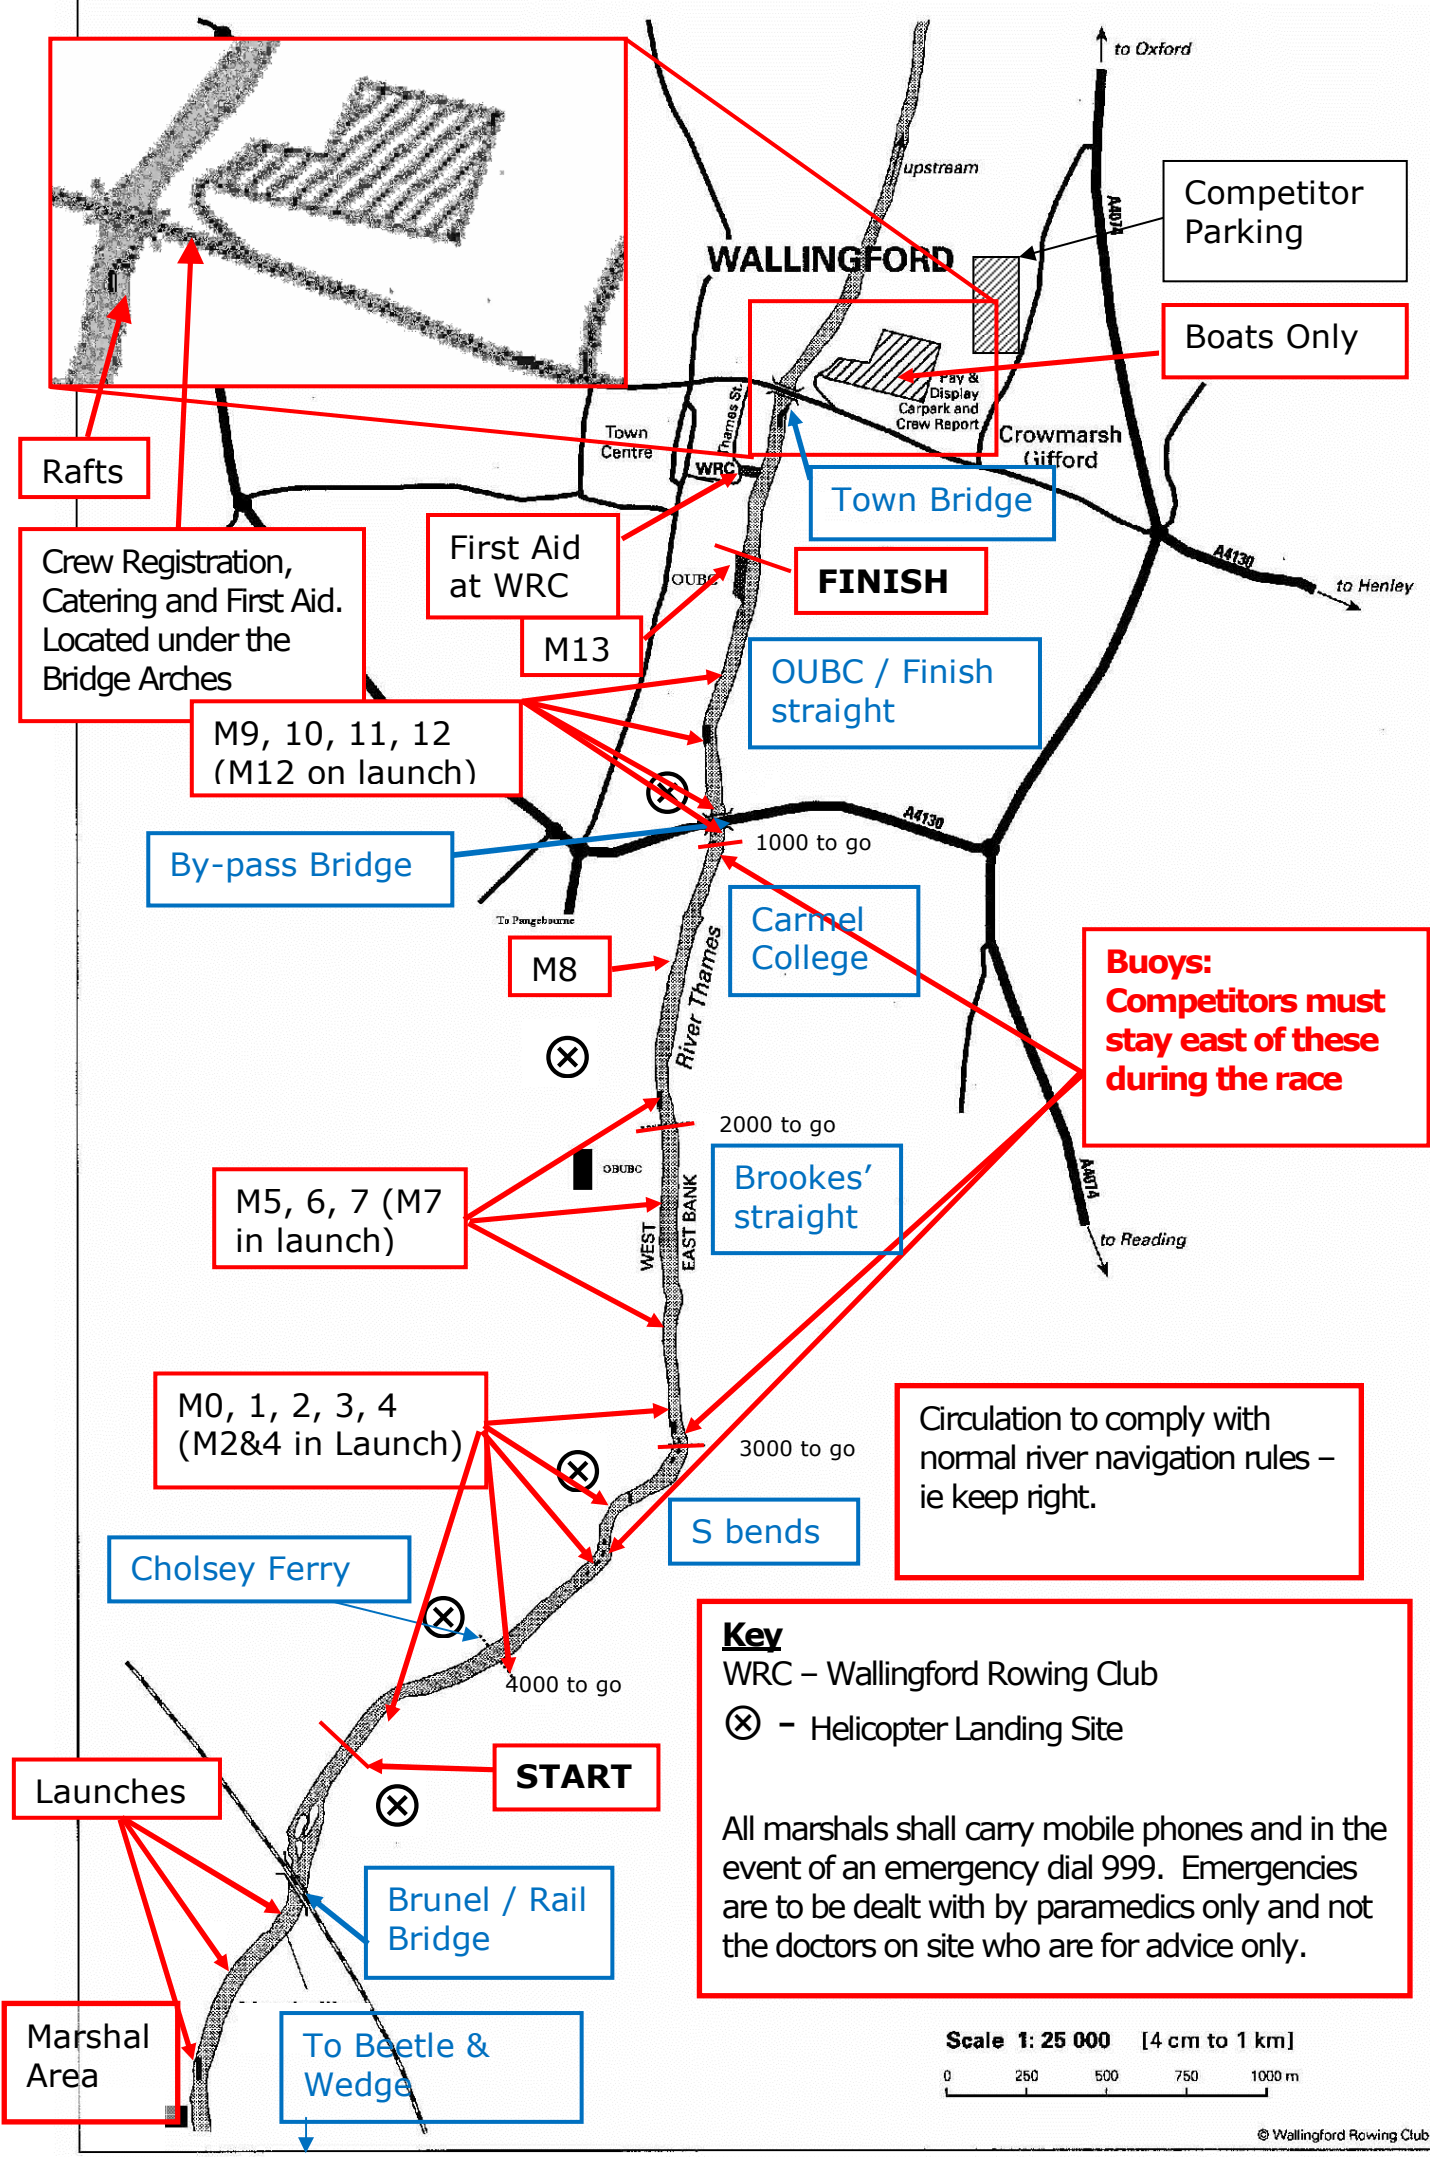 to Oxford
upstream
A4074
Competitor
Parking
WALLINGFORD
Boats Only
Pay &
Display
Carpark and
Crew Report
Thames St.
Town
Centre
Crowmarsh
Gifford
WRC
Rafts
Town Bridge
Crew Registration,
Catering and First Aid.
Located under the
Bridge Arches
First Aid
at WRC
FINISH
OUBC
A4130
to Henley
M13
OUBC / Finish
straight
M9, 10, 11, 12
(M12 on launch)
A4130
1000 to go
By-pass Bridge
To Pangebourne
Carmel
College
M8
River Thames
Buoys:
Competitors must
stay east of these
during the race
2000 to go
OBUBC
Brookes’
straight
M5, 6, 7 (M7
in launch)
WEST
EAST BANK
A4074
to Reading
M0, 1, 2, 3, 4
(M2&4 in Launch)
3000 to go
Circulation to comply with
normal river navigation rules –
ie keep right.
S bends
Cholsey Ferry
4000 to go
Key
WRC – Wallingford Rowing Club
⊗ – Helicopter Landing Site
All marshals shall carry mobile phones and in the
event of an emergency dial 999. Emergencies
are to be dealt with by paramedics only and not
the doctors on site who are for advice only.
START
Launches
Brunel / Rail
Bridge
Marshal
Area
To Beetle &
Wedge
Scale 1: 25 000 [4 cm to 1 km]
0 250 500 750 1000 m
© Wallingford Rowing Club